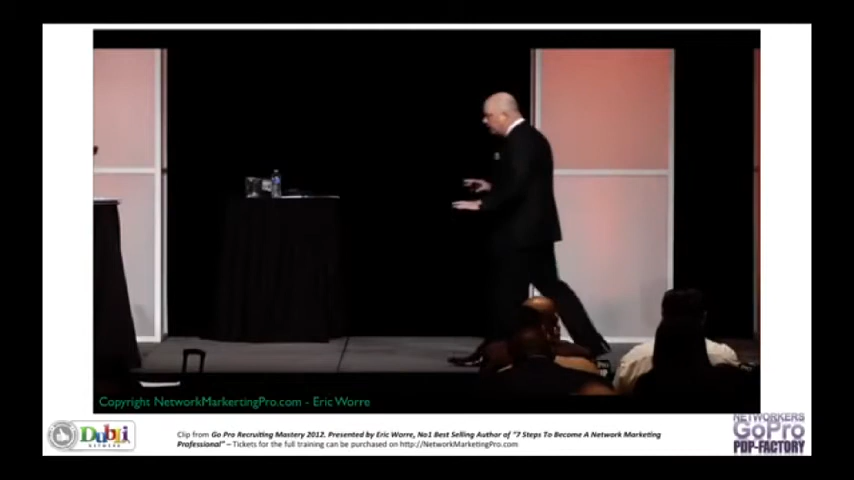 Copyright NetworkMarkertingPro.com - Eric Worre
Dubli
NETWORK
Clip from Go Pro Recruiting Mastery 2012. Presented by Eric Worre, No1 Best Selling Author of "7 Steps To Become A Network Marketing
Professional" – Tickets for the full training can be purchased on http://NetworkMarketingPro.com
NETWORKERS
GoPro
PDP-FACTORY